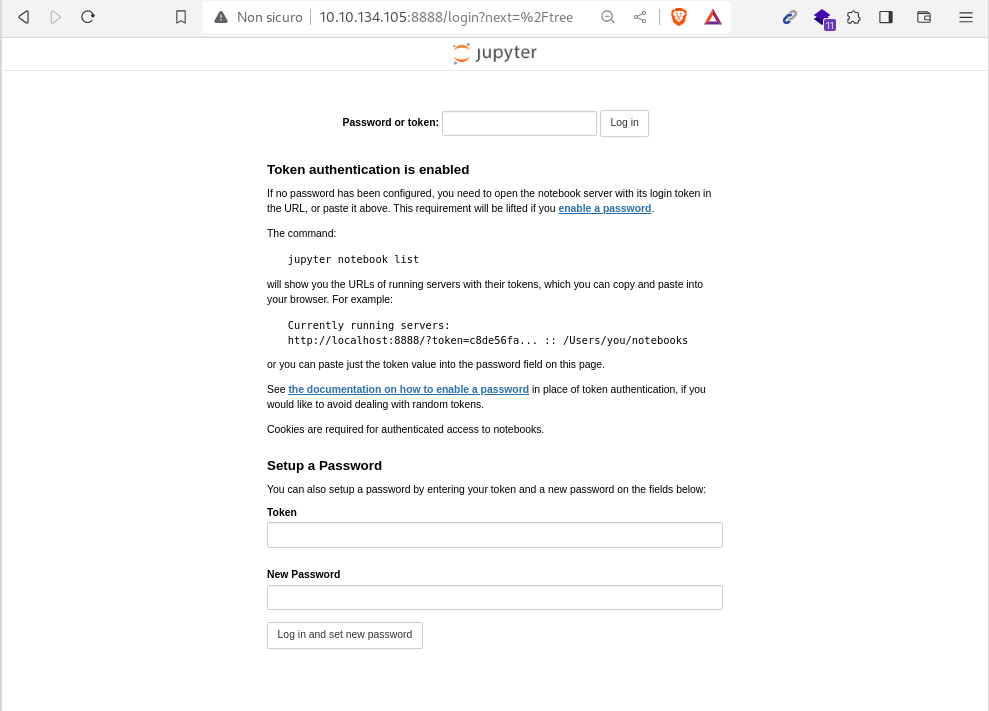 Non sicuro 10.10.134.105:8888/login?next=%2Ftree
11
jupyter
Password or token: Log in
Token authentication is enabled
If no password has been configured, you need to open the notebook server with its login token in
the URL, or paste it above. This requirement will be lifted if you enable a password.
The command:
jupyter notebook list
will show you the URLs of running servers with their tokens, which you can copy and paste into
your browser. For example:
Currently running servers:
http://localhost:8888/?token=c8de56fa... :: /Users/you/notebooks
or you can paste just the token value into the password field on this page.
See the documentation on how to enable a password in place of token authentication, if you
would like to avoid dealing with random tokens.
Cookies are required for authenticated access to notebooks.
Setup a Password
You can also setup a password by entering your token and a new password on the fields below:
Token
New Password
Log in and set new password